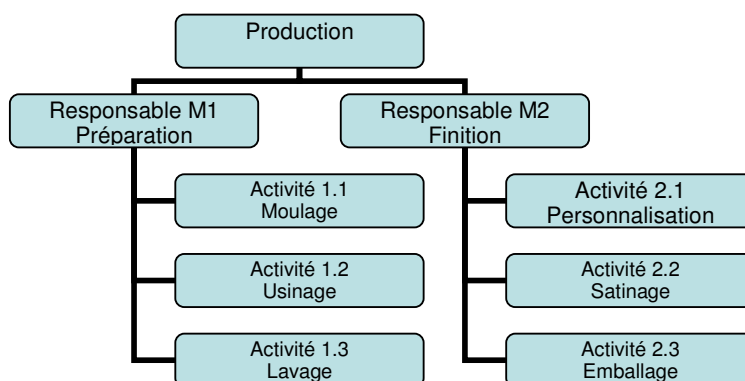 Production
Responsable M1
Préparation
Responsable M2
Finition
Activité 1.1
Moulage
Activité 2.1
Personnalisation
Activité 1.2
Usinage
Activité 2.2
Satinage
Activité 1.3
Lavage
Activité 2.3
Emballage